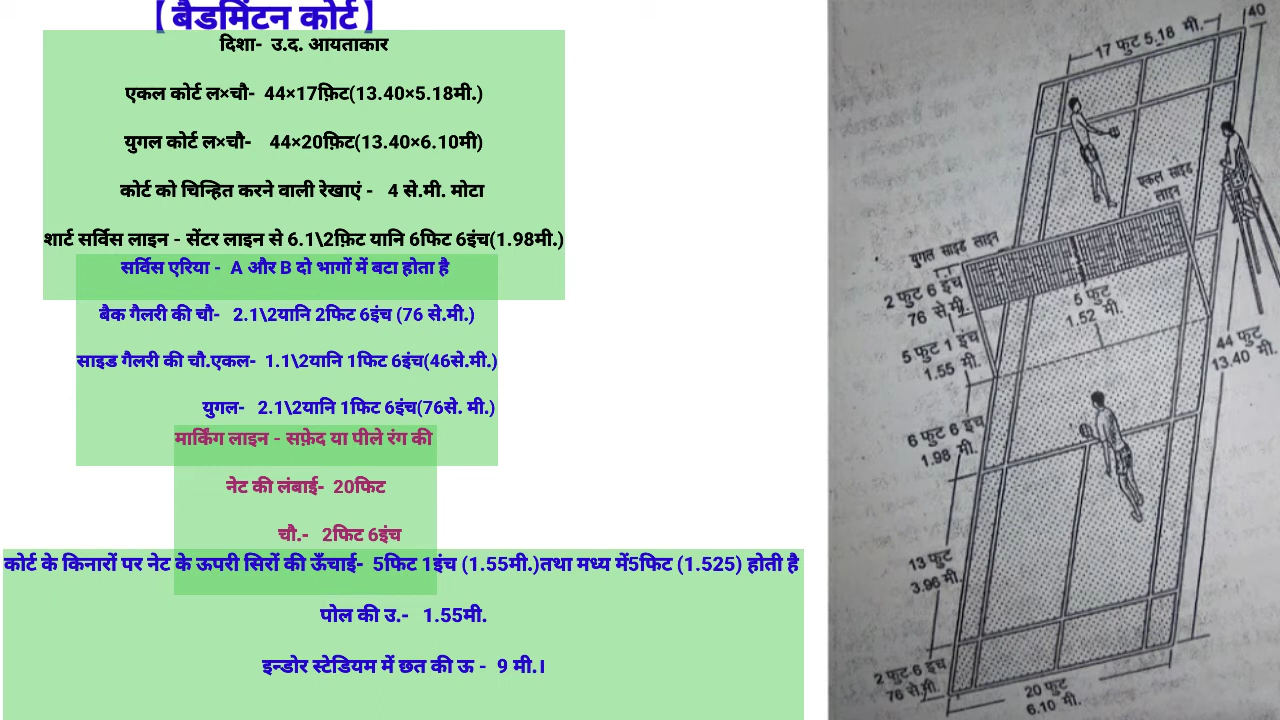 【 बैडमिंटन कोर्ट】
दिशा- उ.द. आयताकार
एकल कोर्ट ल×चौ- 44×17फ़िट(13.40×5.18मी.)
युगल कोर्ट ल×चौ- 44×20फ़िट(13.40×6.10मी)
कोर्ट को चिन्हित करने वाली रेखाएं - 4 से.मी. मोटा
शार्ट सर्विस लाइन - सेंटर लाइन से 6.1\2फ़िट यानि 6फिट 6इंच(1.98मी.)
सर्विस एरिया - A और B दो भागों में बटा होता है
बैक गैलरी की चौ- 2.1\2यानि 2फिट 6इंच (76 से.मी.)
साइड गैलरी की चौ.एकल- 1.1\2यानि 1फिट 6इंच(46से.मी.)
युगल- 2.1\2यानि 1फिट 6इंच(76से. मी.)
मार्किंग लाइन - सफ़ेद या पीले रंग की
नेट की लंबाई- 20फिट
चौ.- 2फिट 6इंच
कोर्ट के किनारों पर नेट के ऊपरी सिरों की ऊँचाई- 5फिट 1इंच (1.55मी.)तथा मध्य में5फिट (1.525) होती है
पोल की उ.- 1.55मी.
इन्डोर स्टेडियम में छत की ऊ - 9 मी.।
40
17 फुट 5.18 मी.
एकल साइड
लाइन
युगल साइड लाइन
2 फुट 6 इंच
76 से.मी.
5 फुट
1.52 मी.
5 फुट 1 इंच
1.55 मी.
44 फुट
13.40 मी.
6 फुट 6 इंच
1.98 मी.
13 फुट
3.96 मी.
2 फुट-6 इंच
76 से.मी.
20 फुट
6.10 मी.